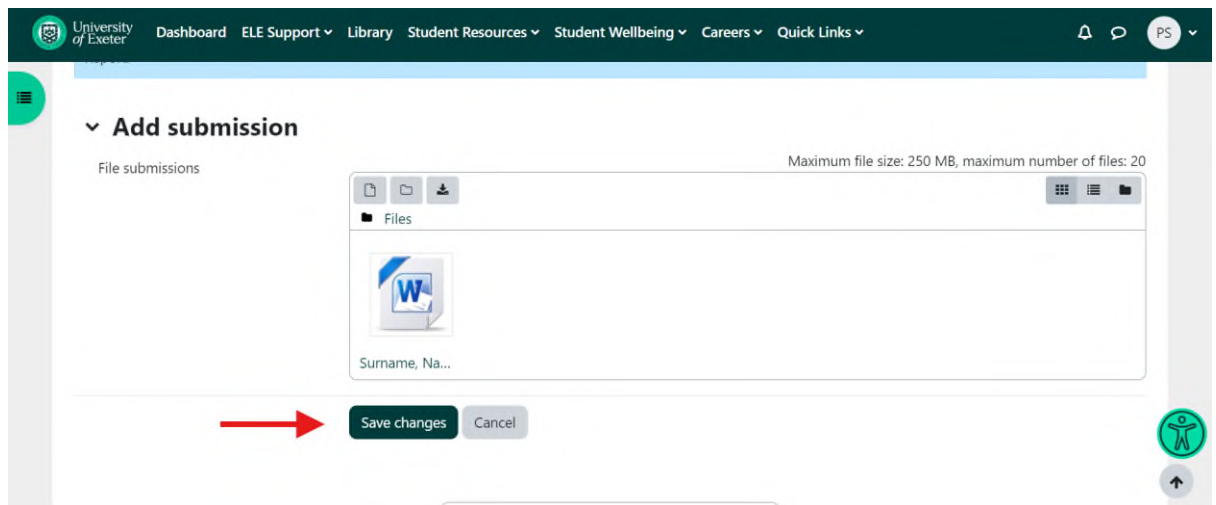 University of Exeter Dashboard ELE Support Library Student Resources Student Wellbeing Careers Quick Links PS
Add submission
File submissions
Maximum file size: 250 MB, maximum number of files: 20
Files
W
Surname, Na...
Save changes Cancel